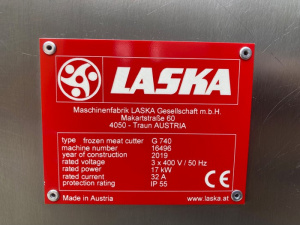 LASKA
Maschinenfabrik LASKA Gesellschaft m.b.H.
Makartstraße 60
4050 - Traun AUSTRIA
type frozen meat cutter G 740
machine number 16496
year of construction 2019
rated voltage 3 x 400 V / 50 Hz
rated power 17 kW
rated current 32 A
protection rating IP 55
CE
Made in Austria www.laska.at